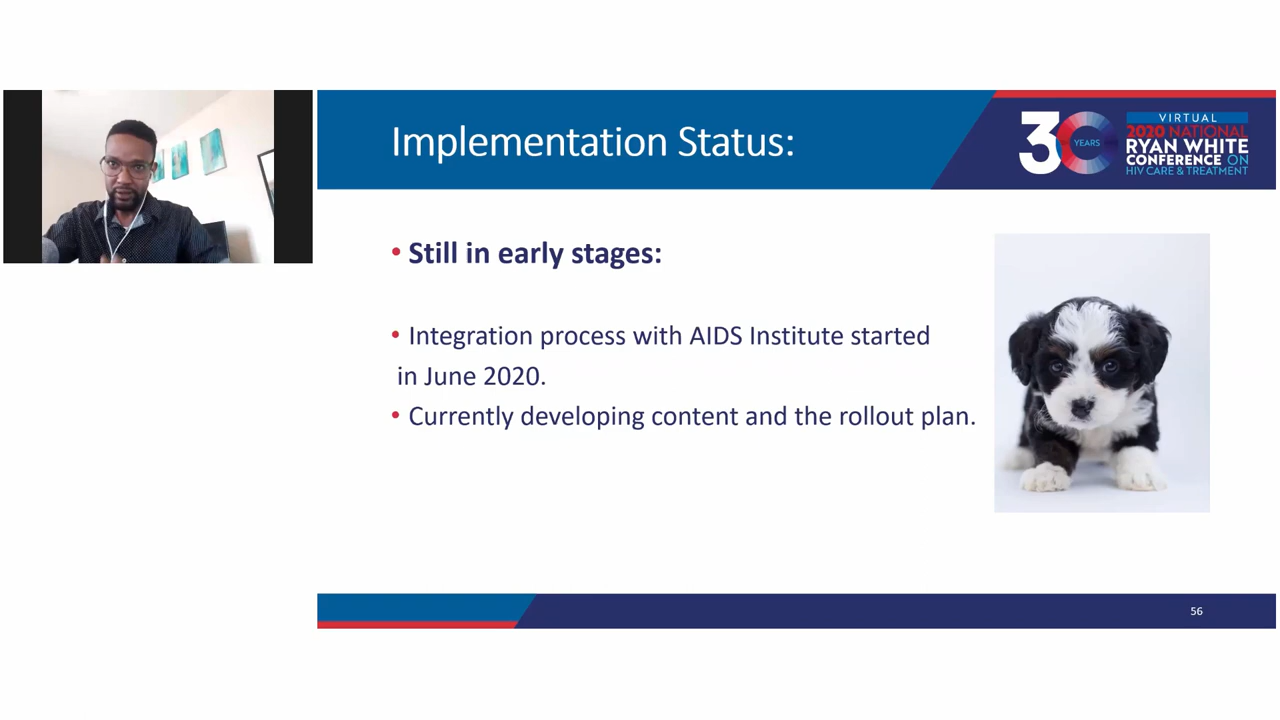 Implementation Status:
30 YEARS
VIRTUAL
2020 NATIONAL
RYAN WHITE
CONFERENCE ON
HIV CARE & TREATMENT
• Still in early stages:
• Integration process with AIDS Institute started
in June 2020.
• Currently developing content and the rollout plan.
56